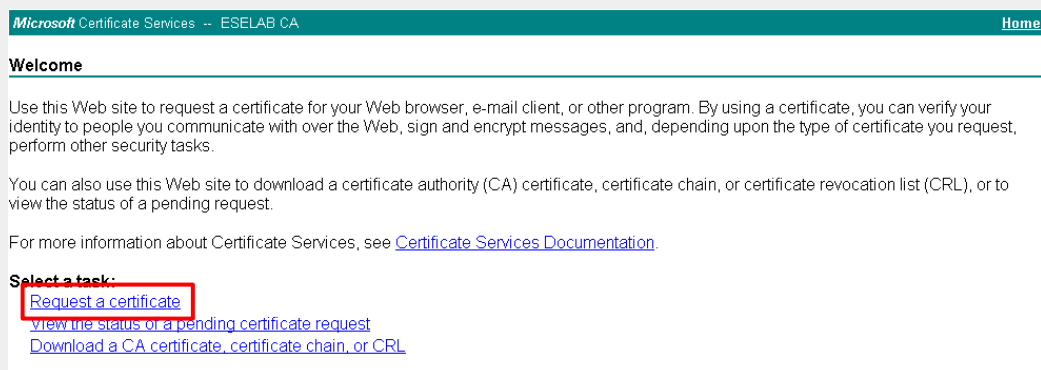 Microsoft Certificate Services -- ESELAB CA
Home
Welcome
Use this Web site to request a certificate for your Web browser, e-mail client, or other program. By using a certificate, you can verify your
identity to people you communicate with over the Web, sign and encrypt messages, and, depending upon the type of certificate you request,
perform other security tasks.
You can also use this Web site to download a certificate authority (CA) certificate, certificate chain, or certificate revocation list (CRL), or to
view the status of a pending request.
For more information about Certificate Services, see Certificate Services Documentation.
Select a task:
Request a certificate
View the status of a pending certificate request
Download a CA certificate, certificate chain, or CRL